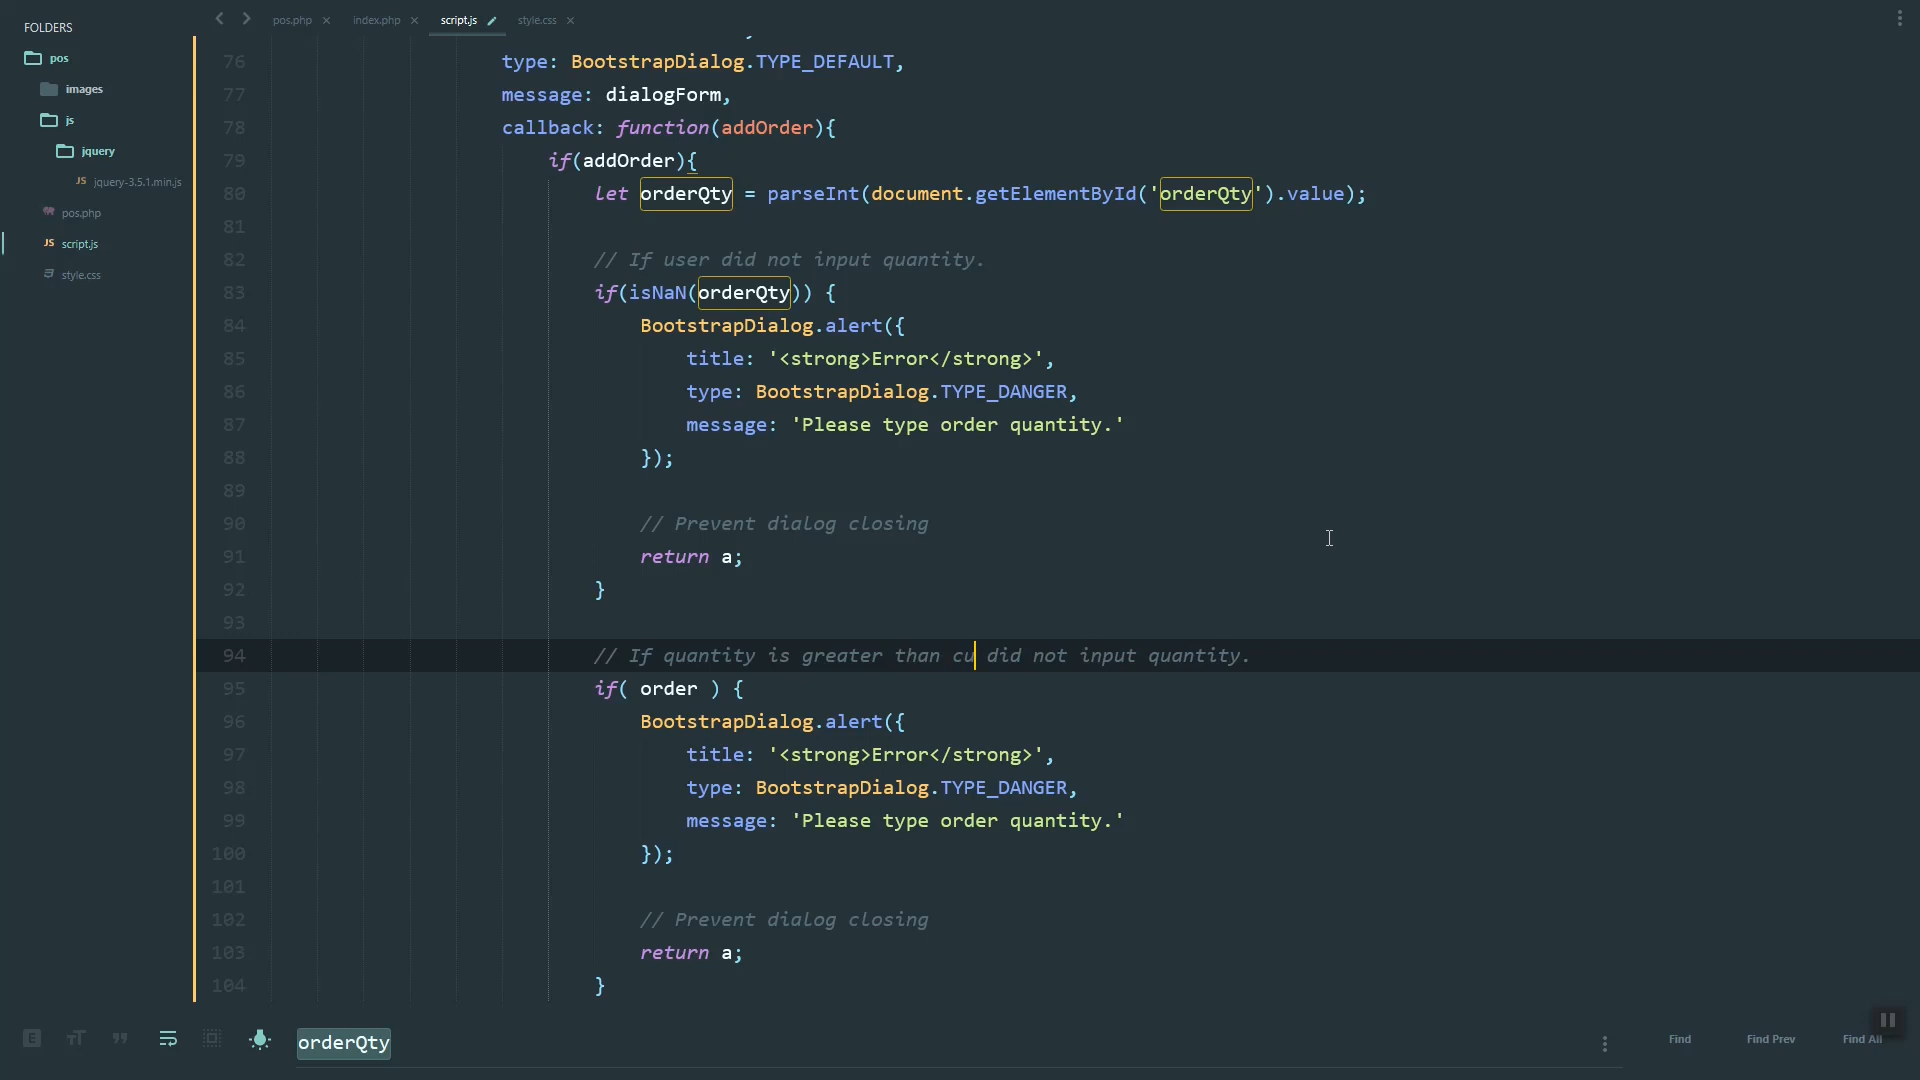 FOLDERS
pos
images
js
jquery
JS jquery-3.5.1.min.js
pos.php
JS script.js
style.css
pos.php × index.php × script.js style.css ×
76 type: BootstrapDialog.TYPE_DEFAULT,
77 message: dialogForm,
78 callback: function(addOrder){
79 if(addOrder){
80 let orderQty = parseInt(document.getElementById('orderQty').value);
81
82 // If user did not input quantity.
83 if(isNaN(orderQty)) {
84 BootstrapDialog.alert({
85 title: '<strong>Error</strong>',
86 type: BootstrapDialog.TYPE_DANGER,
87 message: 'Please type order quantity.'
88 });
89
90 // Prevent dialog closing
91 return a;
92 }
93
94 // If quantity is greater than cu did not input quantity.
95 if( order ) {
96 BootstrapDialog.alert({
97 title: '<strong>Error</strong>',
98 type: BootstrapDialog.TYPE_DANGER,
99 message: 'Please type order quantity.'
100 });
101
102 // Prevent dialog closing
103 return a;
104 }
orderQty
Find Find Prev Find All